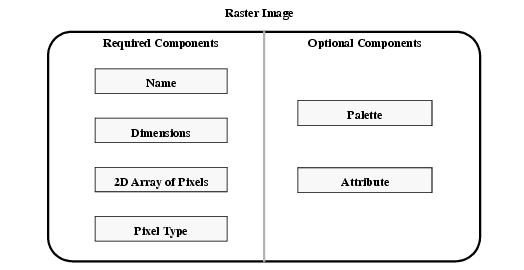 Raster Image
Required Components
Name
Dimensions
2D Array of Pixels
Pixel Type
Optional Components
Palette
Attribute